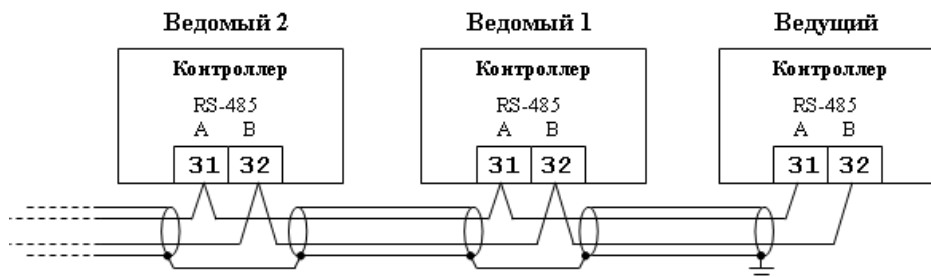 Ведомый 2
Ведомый 1
Ведущий
Контроллер
Контроллер
Контроллер
RS-485
RS-485
RS-485
A B
A B
A B
31 32
31 32
31 32